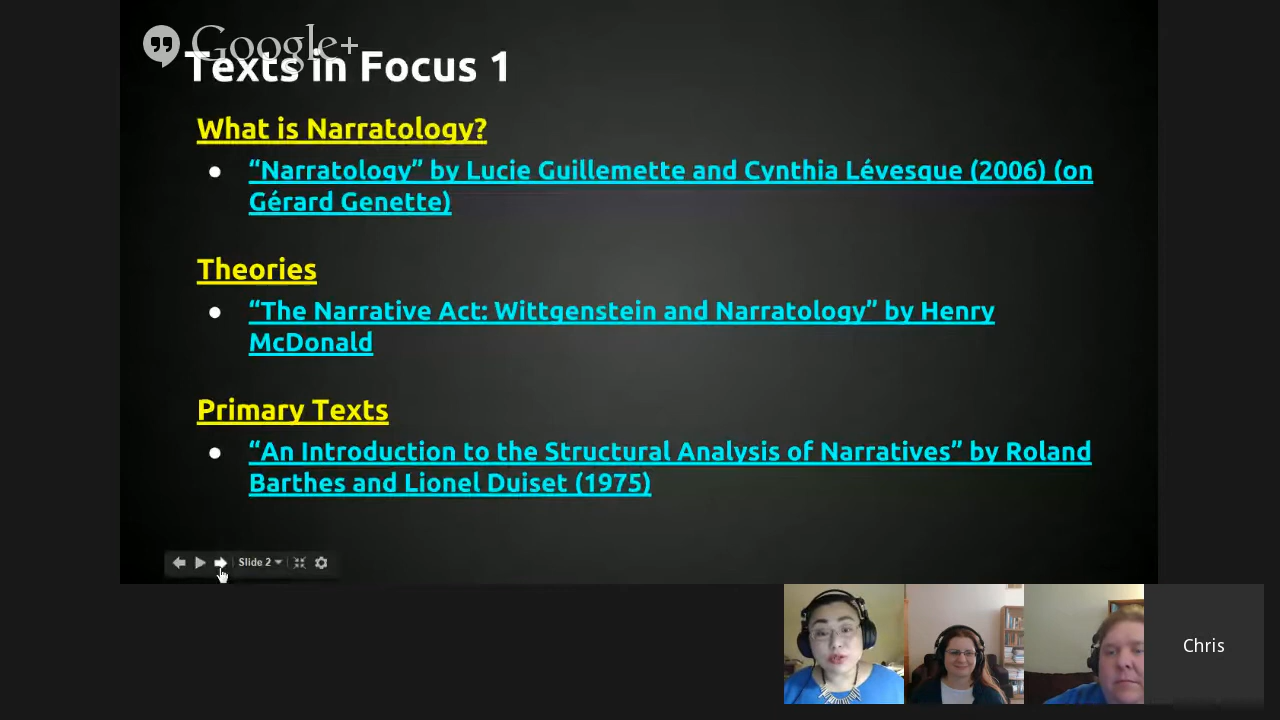 Google+
Texts in Focus 1
What is Narratology?
● “Narratology” by Lucie Guillemette and Cynthia Lévesque (2006) (on
Gérard Genette)
Theories
● “The Narrative Act: Wittgenstein and Narratology” by Henry
McDonald
Primary Texts
● “An Introduction to the Structural Analysis of Narratives” by Roland
Barthes and Lionel Duiset (1975)
Slide 2
Chris